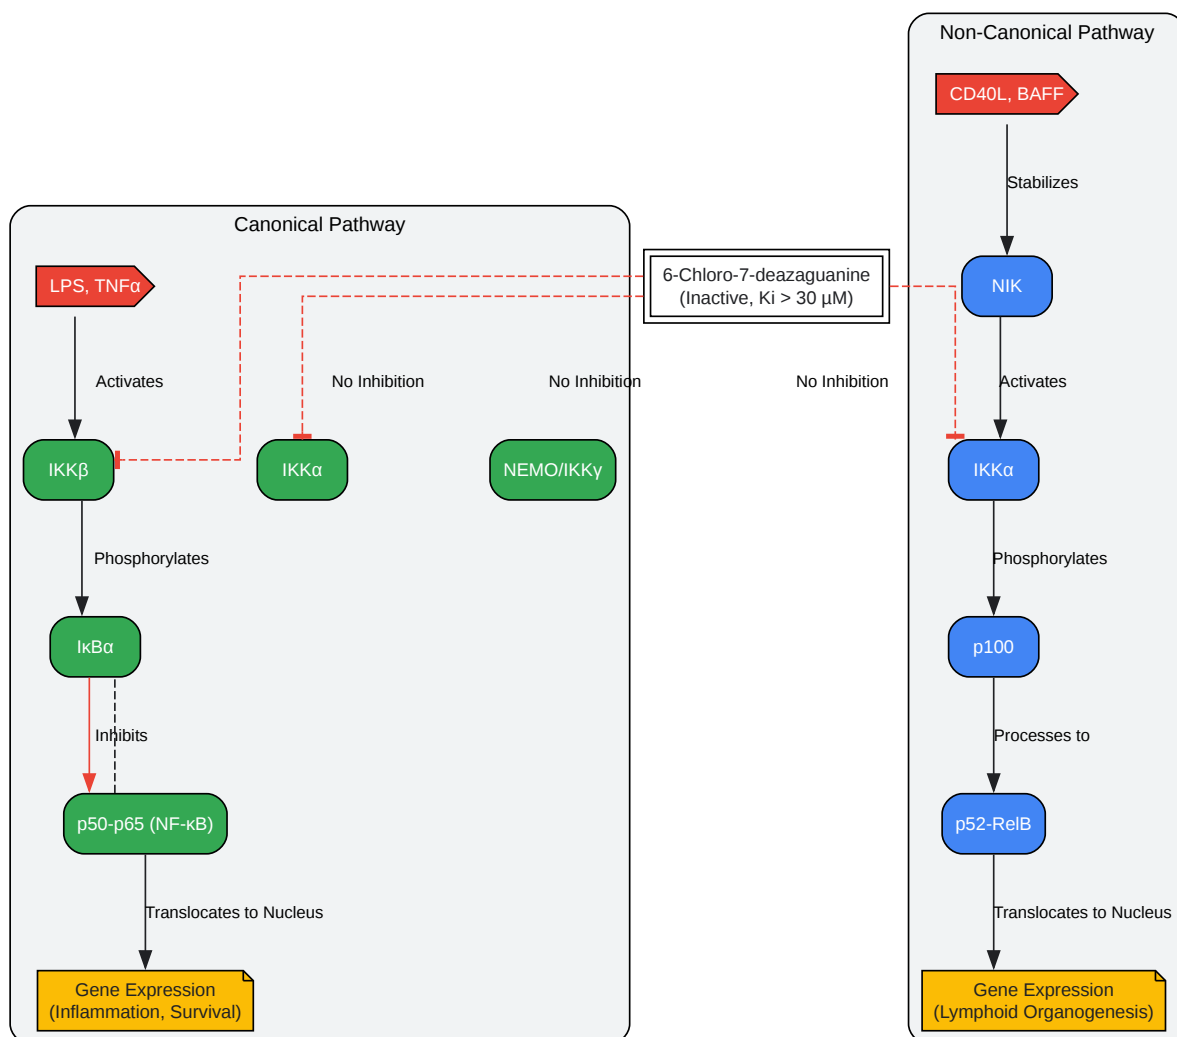 Non-Canonical Pathway
CD40L, BAFF
Stabilizes
NIK
Activates
IKKα
Phosphorylates
p100
Processes to
p52-RelB
Translocates to Nucleus
Gene Expression
(Lymphoid Organogenesis)
6-Chloro-7-deazaguanine
(Inactive, Ki > 30 µM)
No Inhibition
No Inhibition
No Inhibition
Canonical Pathway
LPS, TNFα
Activates
IKKβ
IKKα
NEMO/IKKγ
Phosphorylates
IκBα
Inhibits
p50-p65 (NF-κB)
Translocates to Nucleus
Gene Expression
(Inflammation, Survival)